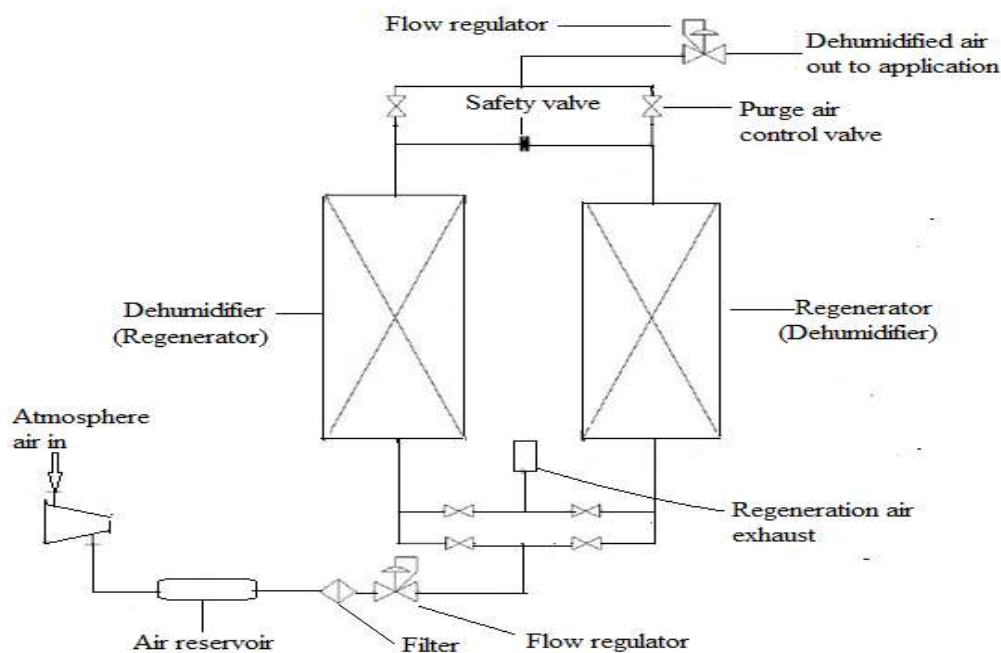 Flow regulator
Dehumidified air
out to application
Safety valve
Purge air
control valve
Dehumidifier
(Regenerator)
Regenerator
(Dehumidifier)
Atmosphere
air in
Regeneration air
exhaust
Air reservoir
Filter
Flow regulator